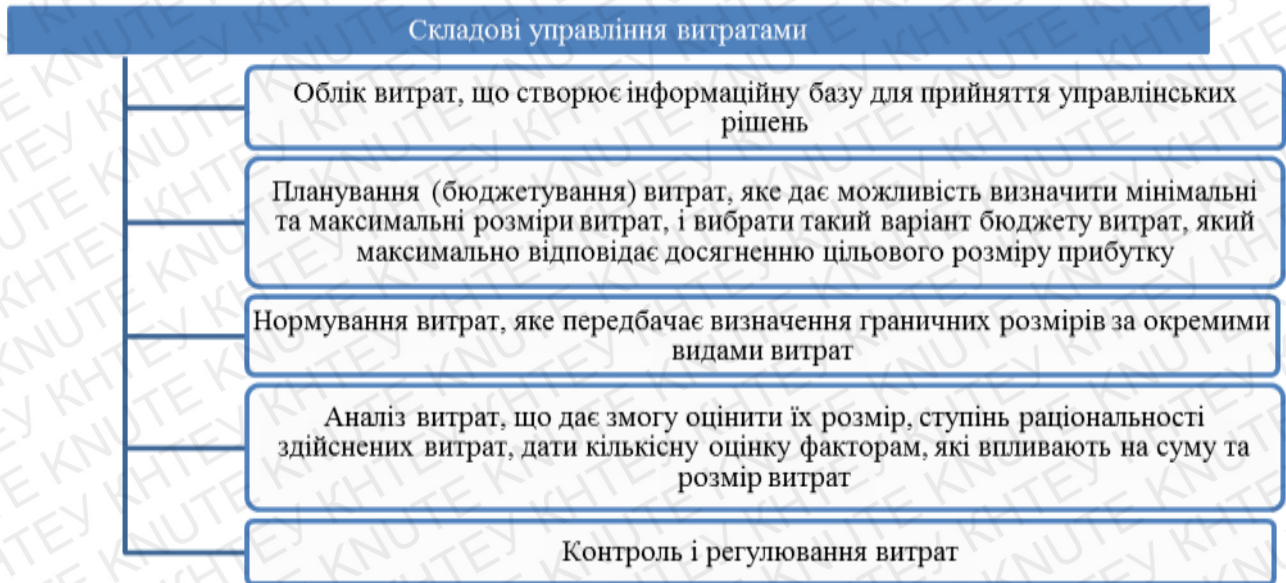 Складові управління витратами
Облік витрат, що створює інформаційну базу для прийняття управлінських
рішень
Планування (бюджетування) витрат, яке дає можливість визначити мінімальні
та максимальні розміри витрат, і вибрати такий варіант бюджету витрат, який
максимально відповідає досягненню цільового розміру прибутку
Нормування витрат, яке передбачає визначення граничних розмірів за окремими
видами витрат
Аналіз витрат, що дає змогу оцінити їх розмір, ступінь раціональності
здійснених витрат, дати кількісну оцінку факторам, які впливають на суму та
розмір витрат
Контроль і регулювання витрат